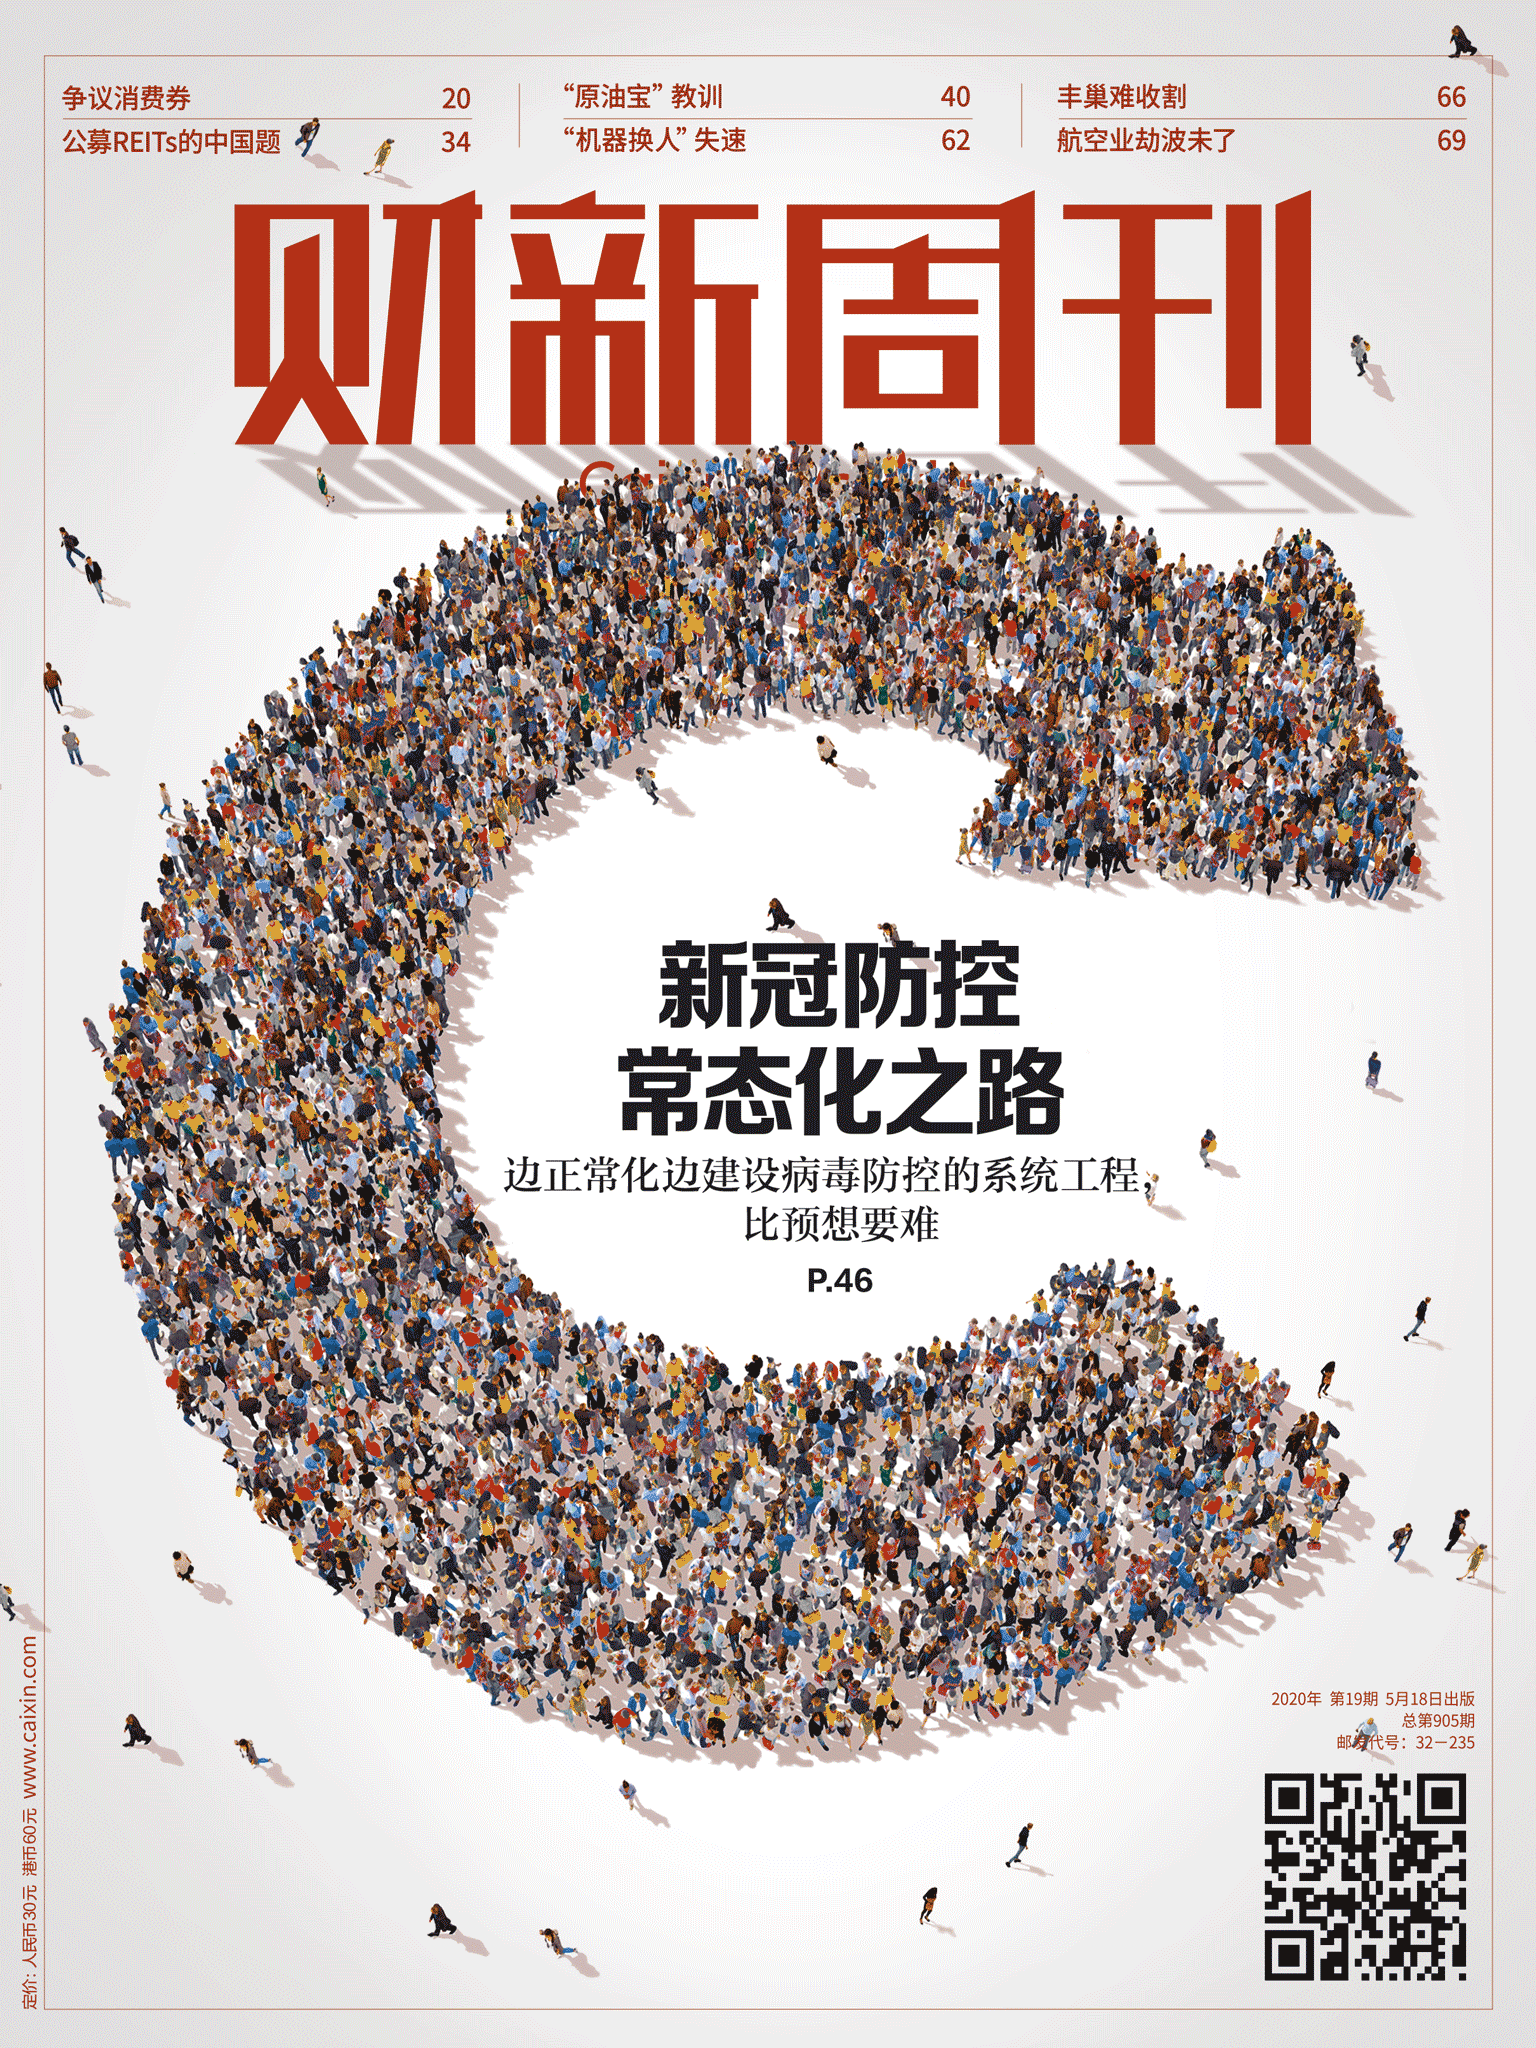 争议消费券 20
公募REITs的中国题 34
“原油宝”教训 40
“机器换人”失速 62
丰巢难收割 66
航空业劫波未了 69
财新周刊
新冠防控
常态化之路
边正常化边建设病毒防控的系统工程,
比预想要难
P.46
2020年 第19期 5月18日出版
总第905期
邮发代号：32－235
定价：人民币30元 港币60元 www.caixin.com